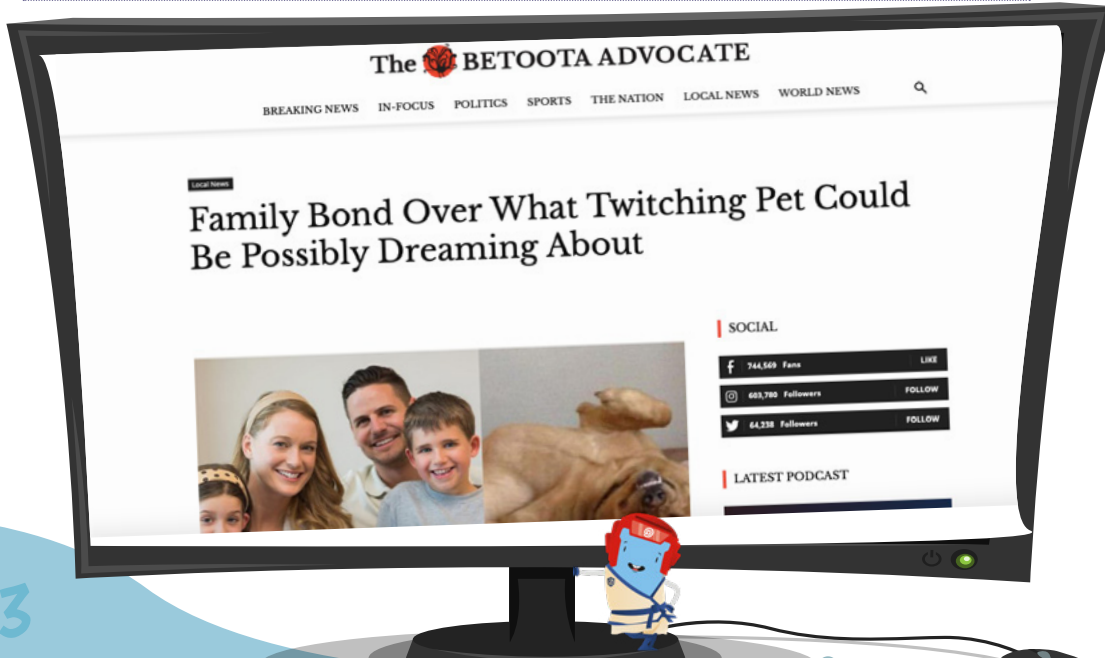 The BETOOTA ADVOCATE
BREAKING NEWS IN-FOCUS POLITICS SPORTS THE NATION LOCAL NEWS WORLD NEWS
Local News
Family Bond Over What Twitching Pet Could
Be Possibly Dreaming About
SOCIAL
744,569 Fans LIKE
603,780 Followers FOLLOW
64,238 Followers FOLLOW
LATEST PODCAST
3